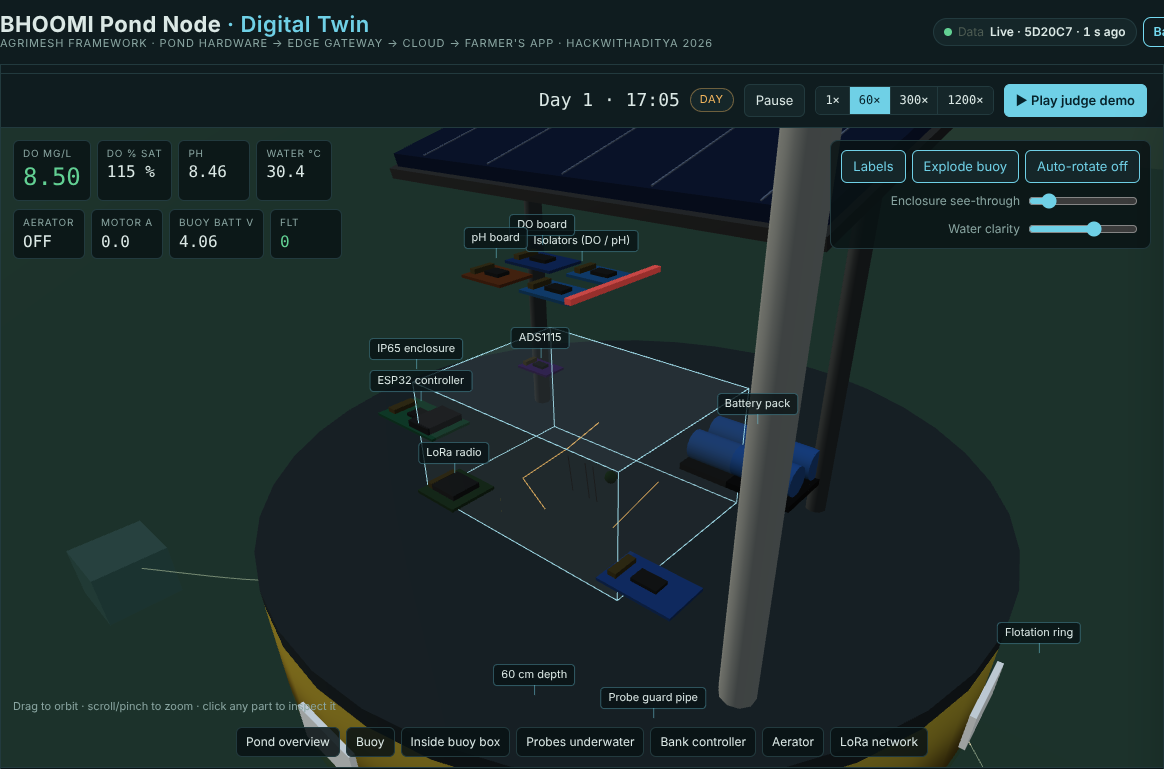 BHOOMI Pond Node · Digital Twin
AGRIMESH FRAMEWORK · POND HARDWARE → EDGE GATEWAY → CLOUD → FARMER'S APP · HACKWITHADITYA 2026
Data Live · 5D20C7 · 1 s ago
Day 1 · 17:05
DAY
Pause
1×
60×
300×
1200×
▶ Play judge demo
DO MG/L
8.50
DO % SAT
115 %
PH
8.46
WATER °C
30.4
AERATOR
OFF
MOTOR A
0.0
BUOY BATT V
4.06
FLT
0
Labels
Explode buoy
Auto-rotate off
Enclosure see-through
Water clarity
DO board
pH board
Isolators (DO / pH)
ADS1115
IP65 enclosure
ESP32 controller
Battery pack
LoRa radio
Flotation ring
60 cm depth
Probe guard pipe
Drag to orbit · scroll/pinch to zoom · click any part to inspect it
Pond overview
Buoy
Inside buoy box
Probes underwater
Bank controller
Aerator
LoRa network